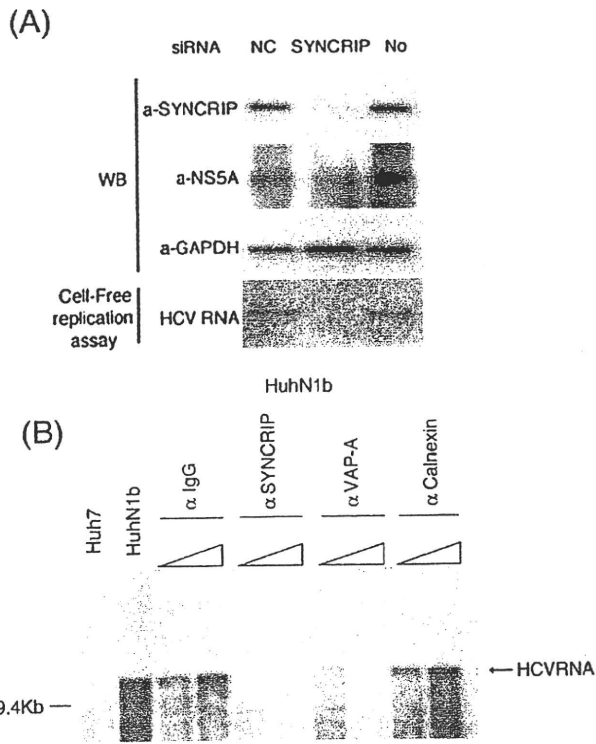 (A)
siRNA NC SYNCRIP No
a-SYNCRIP
WB
a-NS5A
a-GAPDH
Cell-Free
replication
assay
HCV RNA
HuhN1b
(B)
Huh7
HuhN1b
α IgG
α SYNCRIP
α VAP-A
α Calnexin
HCVRNA
9.4Kb